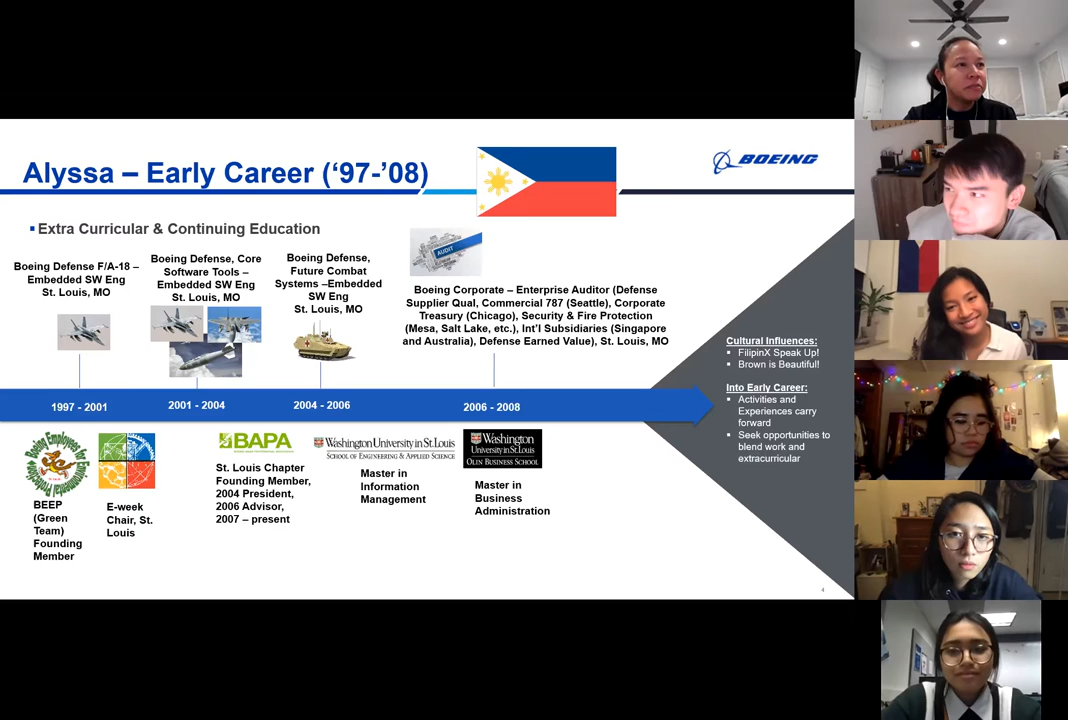 Alyssa – Early Career (‘97-’08)
BOEING
Extra Curricular & Continuing Education
Boeing Defense F/A-18 –
Embedded SW Eng
St. Louis, MO
Boeing Defense, Core
Software Tools –
Embedded SW Eng
St. Louis, MO
Boeing Defense,
Future Combat
Systems –Embedded
SW Eng
St. Louis, MO
AUDIT
Boeing Corporate – Enterprise Auditor (Defense
Supplier Qual, Commercial 787 (Seattle), Corporate
Treasury (Chicago), Security & Fire Protection
(Mesa, Salt Lake, etc.), Int’l Subsidiaries (Singapore
and Australia), Defense Earned Value), St. Louis, MO
Cultural Influences:
FilipinX Speak Up!
Brown is Beautiful!
Into Early Career:
Activities and
Experiences carry
forward
Seek opportunities to
blend work and
extracurricular
1997 - 2001
2001 - 2004
2004 - 2006
2006 - 2008
Boeing Employees for Environmental Protection
BEEP
(Green
Team)
Founding
Member
E-week
Chair, St.
Louis
BAPA
St. Louis Chapter
Founding Member,
2004 President,
2006 Advisor,
2007 – present
Washington University in St. Louis
SCHOOL OF ENGINEERING & APPLIED SCIENCE
Master in
Information
Management
Washington
University in St. Louis
OLIN BUSINESS SCHOOL
Master in
Business
Administration
4